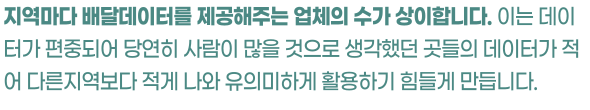 지역마다 배달데이터를 제공해주는 업체의 수가 상이합니다. 이는 데이
터가 편중되어 당연히 사람이 많을 것으로 생각했던 곳들의 데이터가 적
어 다른지역보다 적게 나와 유의미하게 활용하기 힘들게 만듭니다.